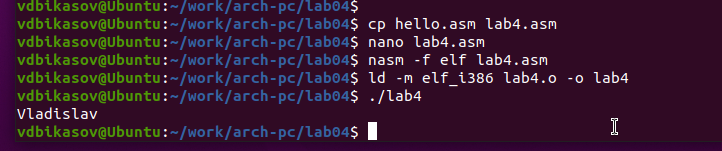 vdbikasov@Ubuntu:~/work/arch-pc/lab04$
vdbikasov@Ubuntu:~/work/arch-pc/lab04$ cp hello.asm lab4.asm
vdbikasov@Ubuntu:~/work/arch-pc/lab04$ nano lab4.asm
vdbikasov@Ubuntu:~/work/arch-pc/lab04$ nasm -f elf lab4.asm
vdbikasov@Ubuntu:~/work/arch-pc/lab04$ ld -m elf_i386 lab4.o -o lab4
vdbikasov@Ubuntu:~/work/arch-pc/lab04$ ./lab4
Vladislav
vdbikasov@Ubuntu:~/work/arch-pc/lab04$